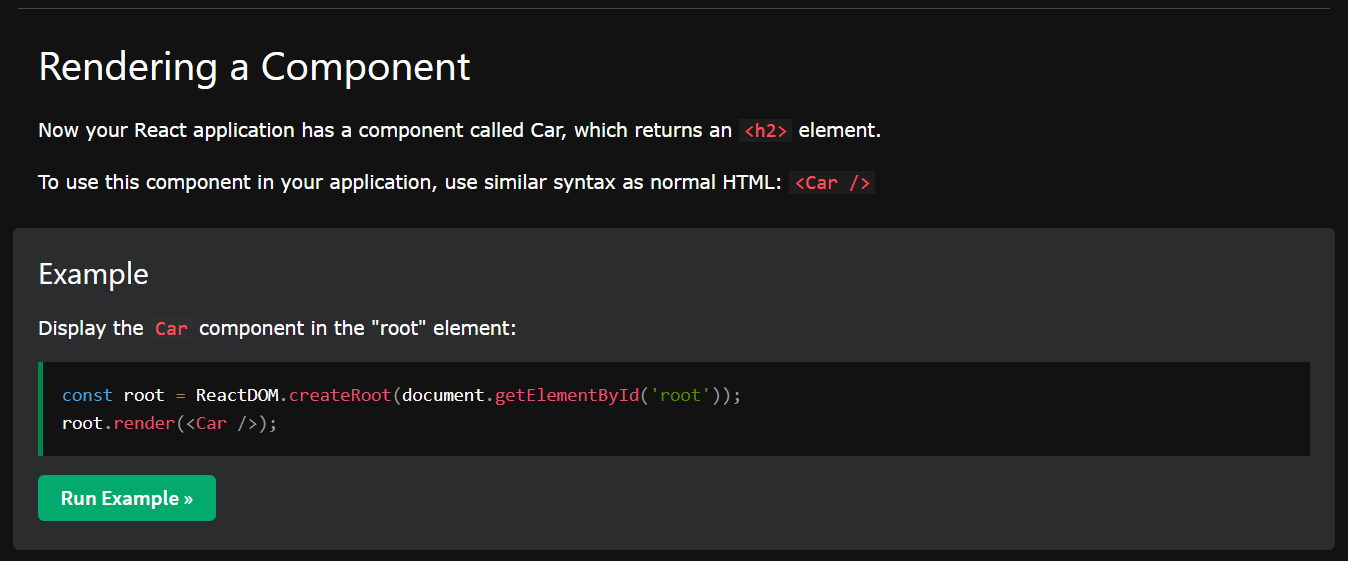 Rendering a Component
Now your React application has a component called Car, which returns an <h2> element.
To use this component in your application, use similar syntax as normal HTML: <Car />
Example
Display the Car component in the "root" element:
const root = ReactDOM.createRoot(document.getElementById('root'));
root.render(<Car />);
Run Example »